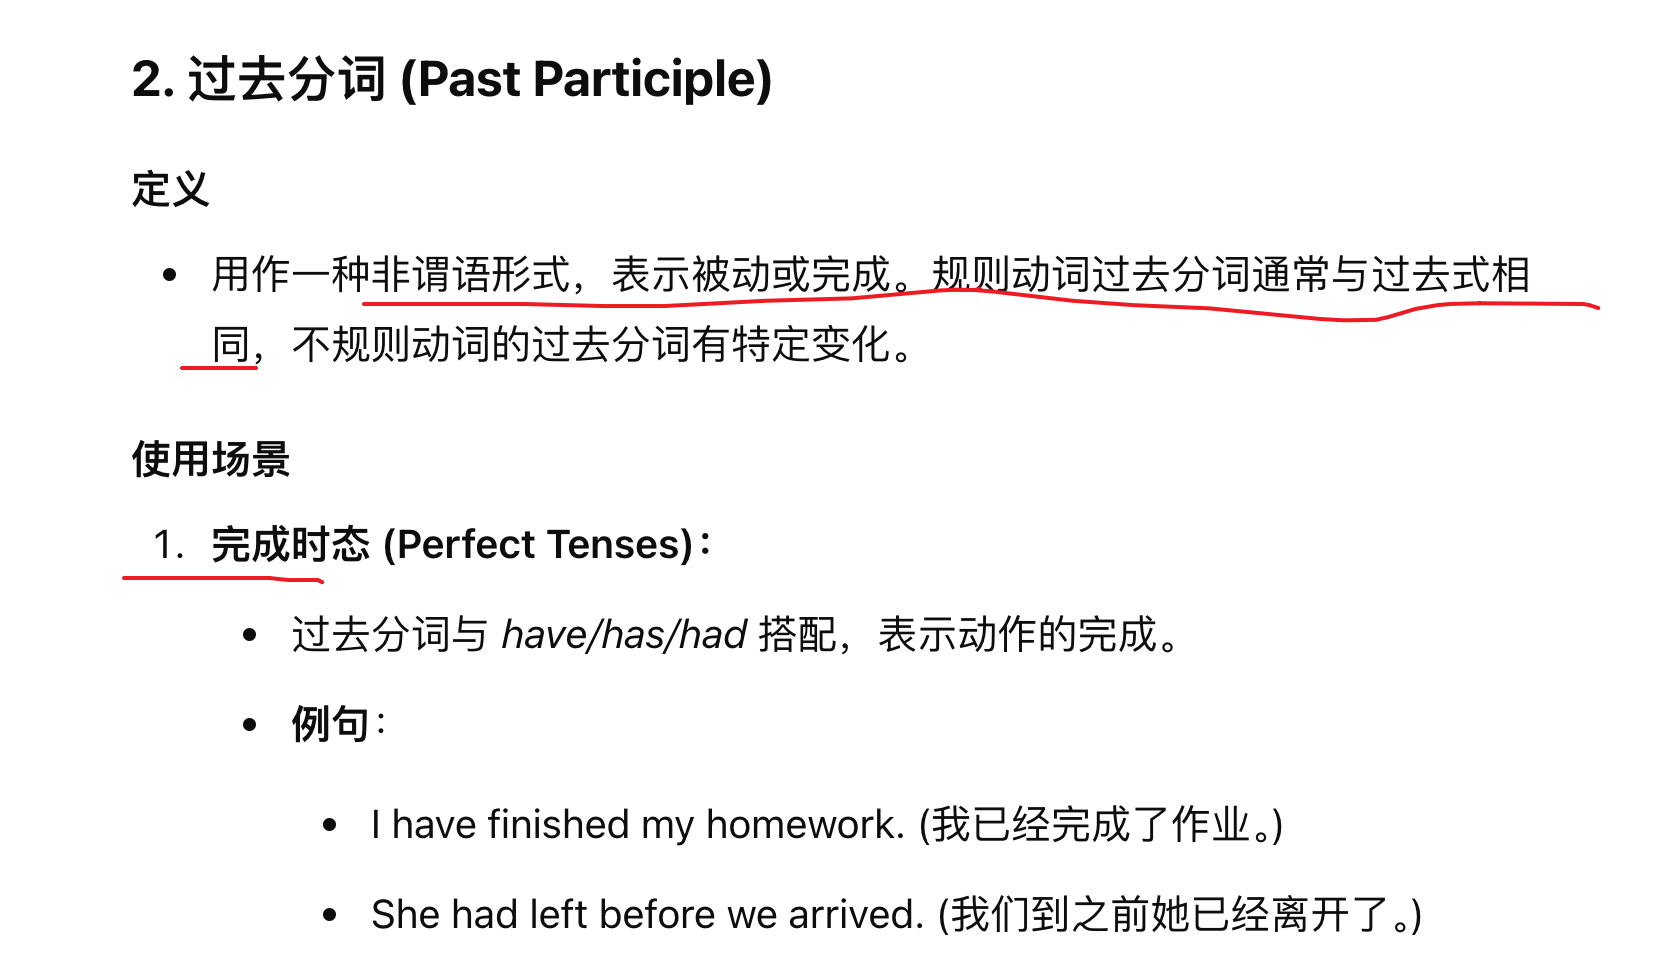 2. 过去分词 (Past Participle)
定义
• 用作一种非谓语形式，表示被动或完成。规则动词过去分词通常与过去式相
同，不规则动词的过去分词有特定变化。
使用场景
1. 完成时态 (Perfect Tenses)：
• 过去分词与 have/has/had 搭配，表示动作的完成。
• 例句：
• I have finished my homework. (我已经完成了作业。)
• She had left before we arrived. (我们到之前她已经离开了。)